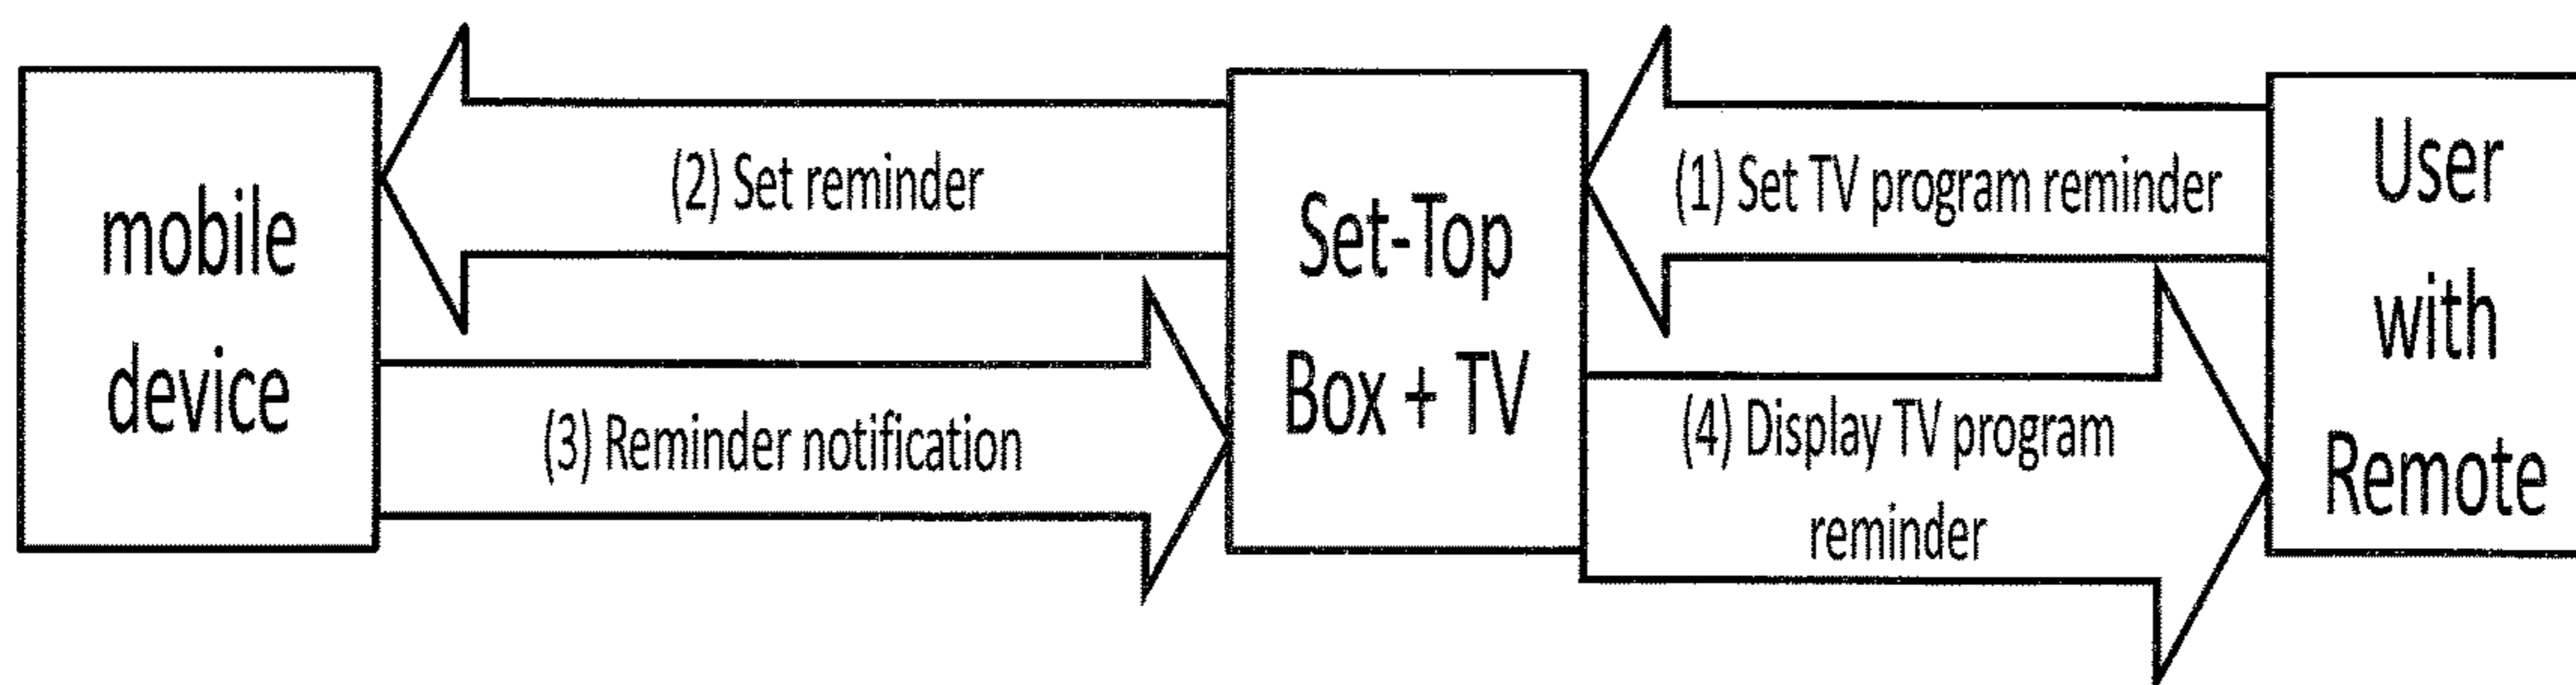 mobile
device
(2) Set reminder
(3) Reminder notification
Set-Top
Box + TV
(1) Set TV program reminder
(4) Display TV program
reminder
User
with
Remote